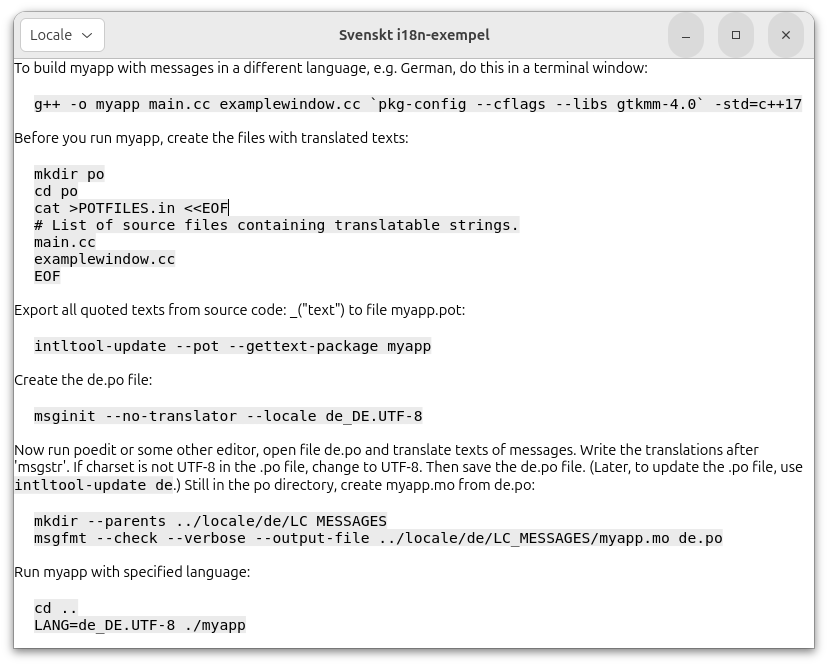 Locale
Svenskt i18n-exempel
To build myapp with messages in a different language, e.g. German, do this in a terminal window:
g++ -o myapp main.cc examplewindow.cc `pkg-config --cflags --libs gtkmm-4.0` -std=c++17
Before you run myapp, create the files with translated texts:
mkdir po
cd po
cat >POTFILES.in <<EOF
# List of source files containing translatable strings.
main.cc
examplewindow.cc
EOF
Export all quoted texts from source code: _("text") to file myapp.pot:
intltool-update --pot --gettext-package myapp
Create the de.po file:
msginit --no-translator --locale de_DE.UTF-8
Now run poedit or some other editor, open file de.po and translate texts of messages. Write the translations after
'msgstr'. If charset is not UTF-8 in the .po file, change to UTF-8. Then save the de.po file. (Later, to update the .po file, use
intltool-update de.) Still in the po directory, create myapp.mo from de.po:
mkdir --parents ../locale/de/LC_MESSAGES
msgfmt --check --verbose --output-file ../locale/de/LC_MESSAGES/myapp.mo de.po
Run myapp with specified language:
cd ..
LANG=de_DE.UTF-8 ./myapp